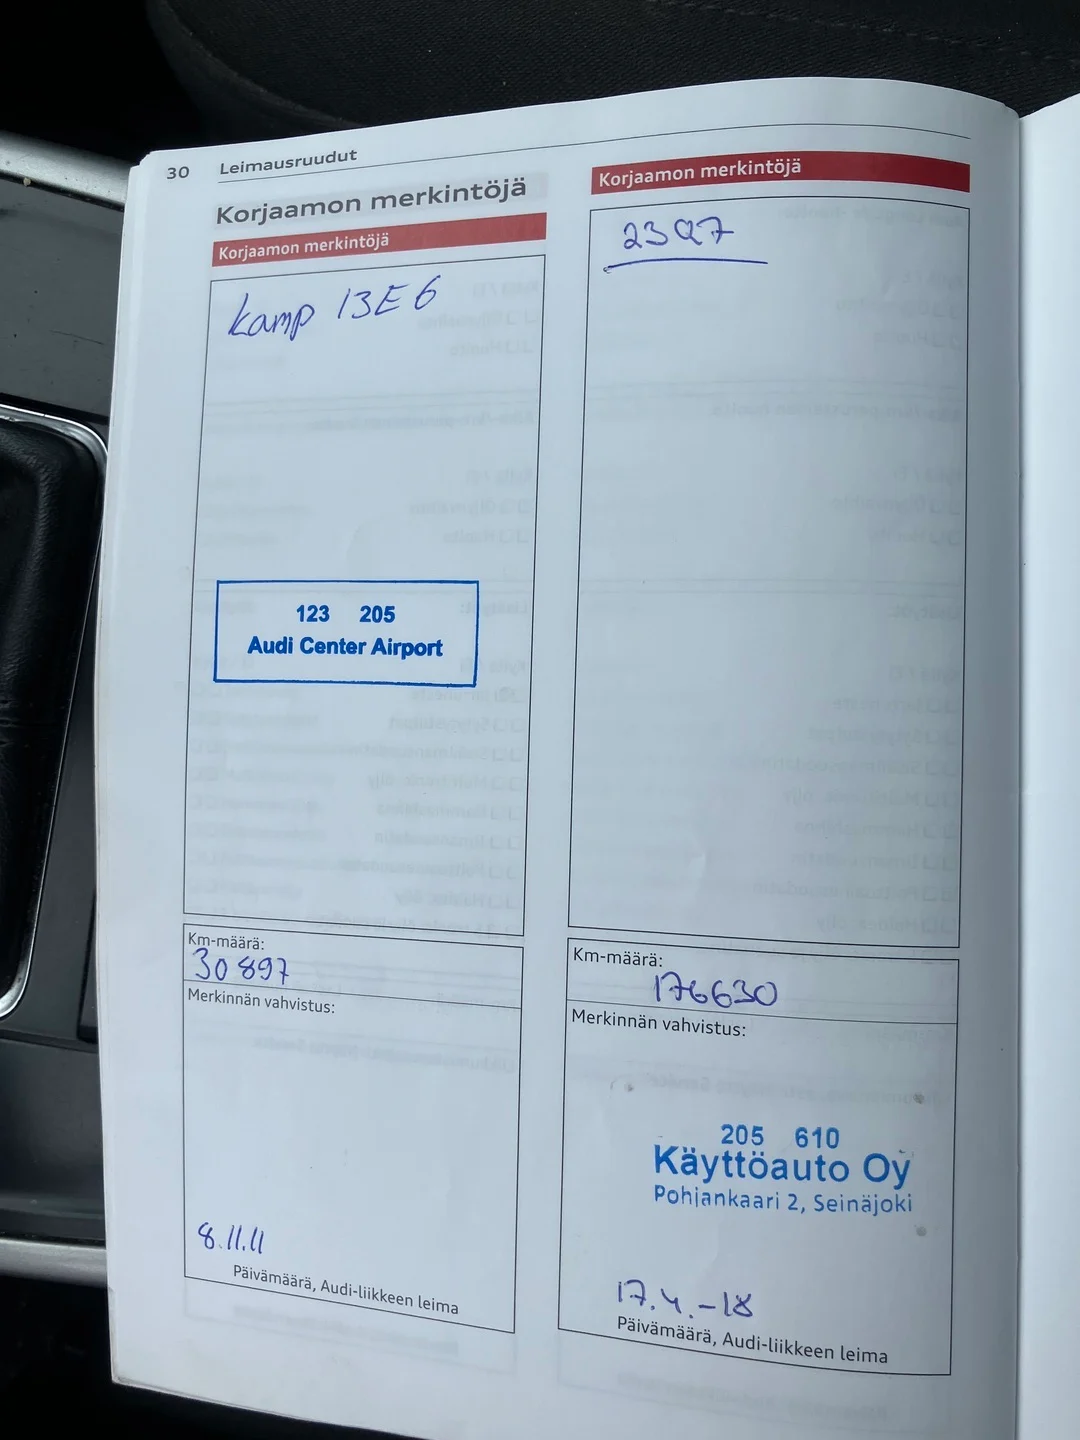 30 Leimausruudut
Korjaamon merkintöjä
Korjaamon merkintöjä
kamp 13E6
123 205
Audi Center Airport
Km-määrä:
30 897
Merkinnän vahvistus:
8.11.11
Päivämäärä, Audi-liikkeen leima
Korjaamon merkintöjä
23Q7
Km-määrä:
176630
Merkinnän vahvistus:
205 610
Käyttöauto Oy
Pohjankaari 2, Seinäjoki
17.4.-18
Päivämäärä, Audi-liikkeen leima